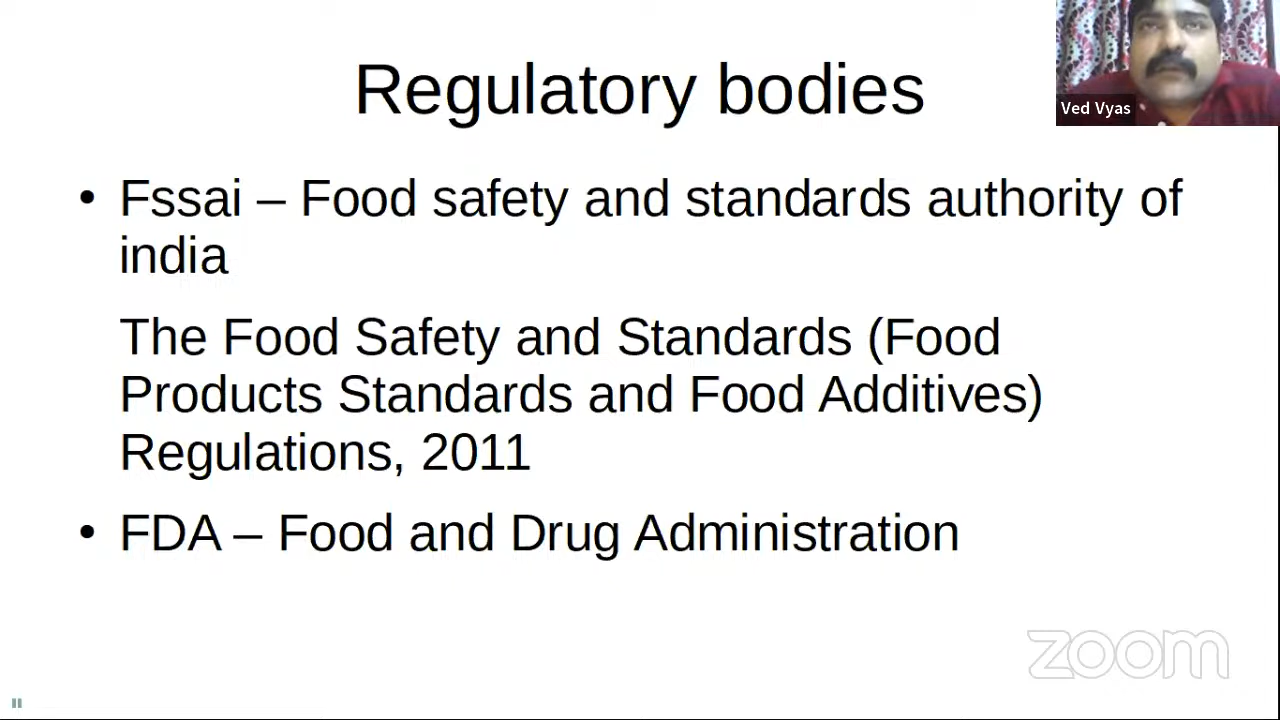 Regulatory bodies
Ved Vyas
• Fssai – Food safety and standards authority of
india
The Food Safety and Standards (Food
Products Standards and Food Additives)
Regulations, 2011
• FDA – Food and Drug Administration
zoom